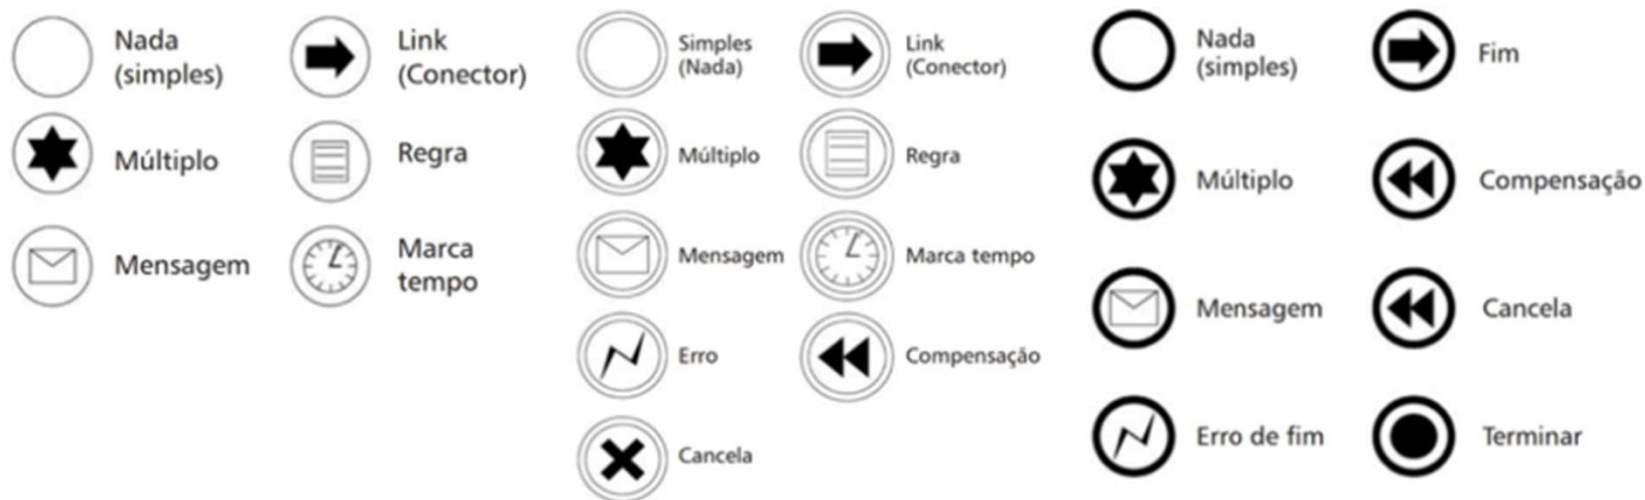 Nada
(simples)
Link
(Conector)
Múltiplo
Regra
Mensagem
Marca
tempo
Simples
(Nada)
Link
(Conector)
Múltiplo
Regra
Mensagem
Marca tempo
Erro
Compensação
Cancela
Nada
(simples)
Fim
Múltiplo
Compensação
Mensagem
Cancela
Erro de fim
Terminar